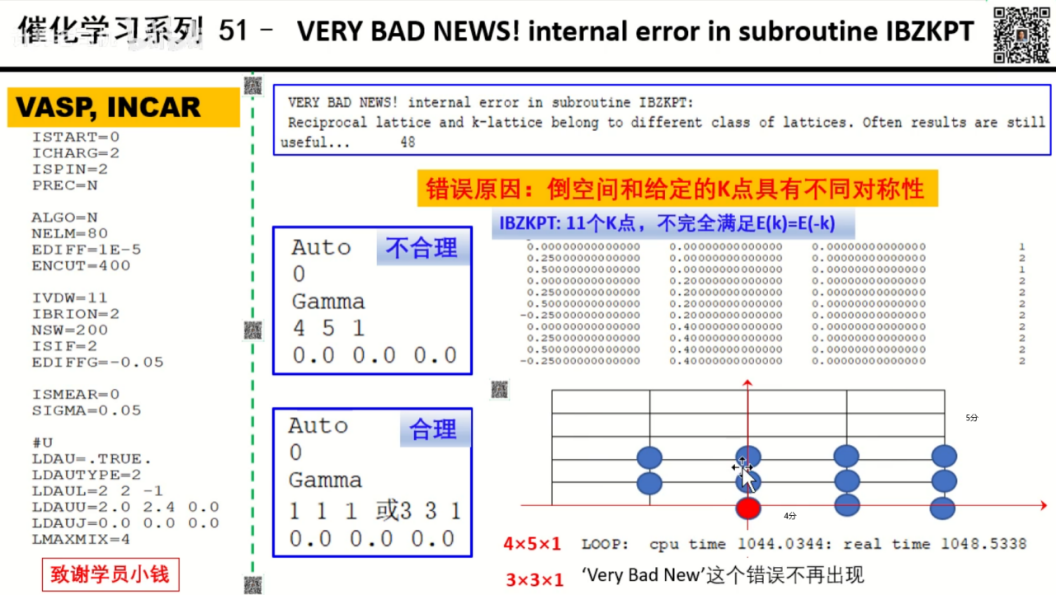 催化学习系列 51 - VERY BAD NEWS! internal error in subroutine IBZKPT
VASP, INCAR
ISTART=0
ICHARG=2
ISPIN=2
PREC=N
ALGO=N
NELM=80
EDIFF=1E-5
ENCUT=400
IVDW=11
IBRION=2
NSW=200
ISIF=2
EDIFFG=-0.05
ISMEAR=0
SIGMA=0.05
#U
LDAU=.TRUE.
LDAUTYPE=2
LDAUL=2 2 -1
LDAUU=2.0 2.4 0.0
LDAUJ=0.0 0.0 0.0
LMAXMIX=4
致谢学员小钱
VERY BAD NEWS! internal error in subroutine IBZKPT:
Reciprocal lattice and k-lattice belong to different class of lattices. Often results are still
useful... 48
错误原因：倒空间和给定的K点具有不同对称性
IBZKPT: 11个K点，不完全满足E(k)=E(-k)
Auto 不合理
0
Gamma
4 5 1
0.0 0.0 0.0
Auto 合理
0
Gamma
1 1 1 或3 3 1
0.0 0.0 0.0
0.00000000000000 0.00000000000000 0.00000000000000 1
0.25000000000000 0.00000000000000 0.00000000000000 2
0.50000000000000 0.00000000000000 0.00000000000000 1
0.00000000000000 0.20000000000000 0.00000000000000 2
0.25000000000000 0.20000000000000 0.00000000000000 2
0.50000000000000 0.20000000000000 0.00000000000000 2
-0.25000000000000 0.20000000000000 0.00000000000000 2
0.00000000000000 0.40000000000000 0.00000000000000 2
0.25000000000000 0.40000000000000 0.00000000000000 2
0.50000000000000 0.40000000000000 0.00000000000000 2
-0.25000000000000 0.40000000000000 0.00000000000000 2
5分
4分
4×5×1 LOOP: cpu time 1044.0344: real time 1048.5338
3×3×1 ‘Very Bad New’这个错误不再出现